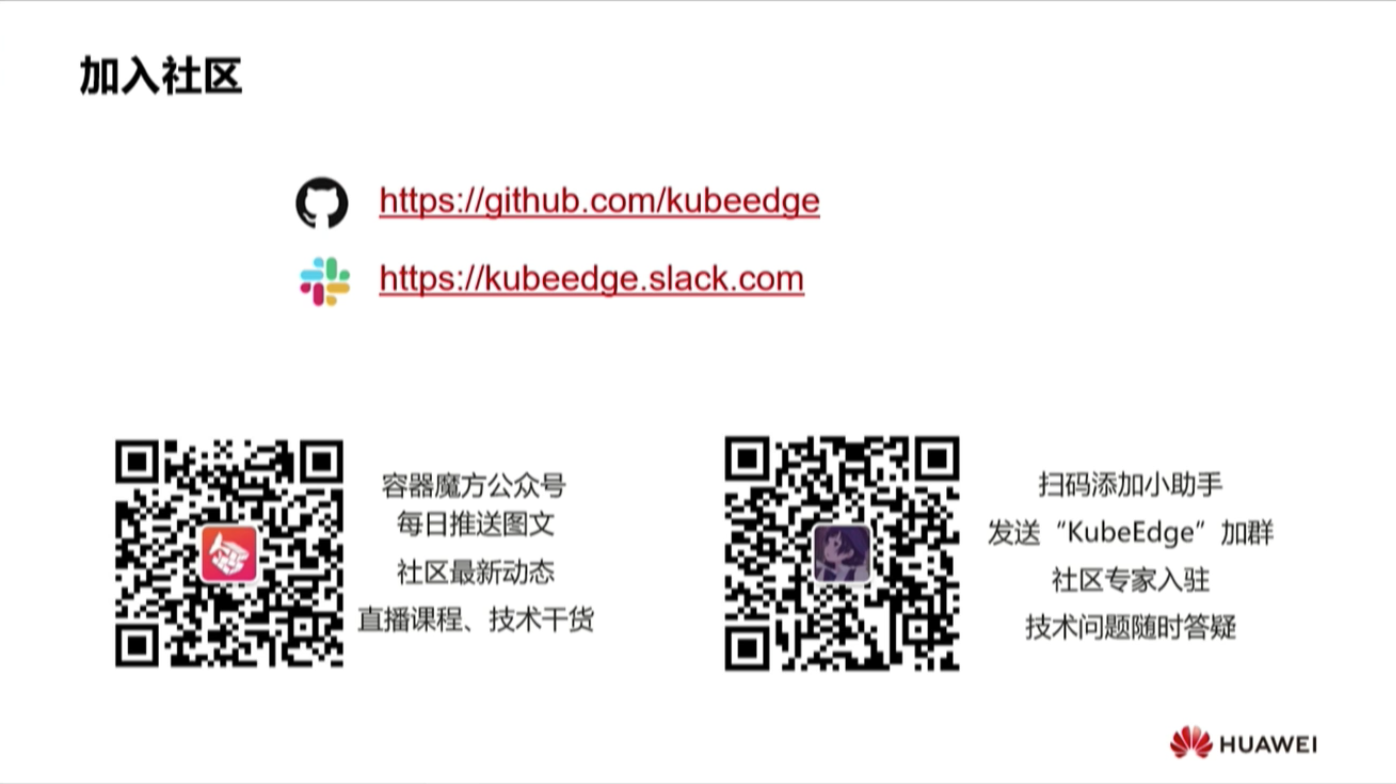 加入社区
https://github.com/kubeedge
https://kubeedge.slack.com
容器魔方公众号
每日推送图文
社区最新动态
直播课程、技术干货
扫码添加小助手
发送“KubeEdge”加群
社区专家入驻
技术问题随时答疑
HUAWEI